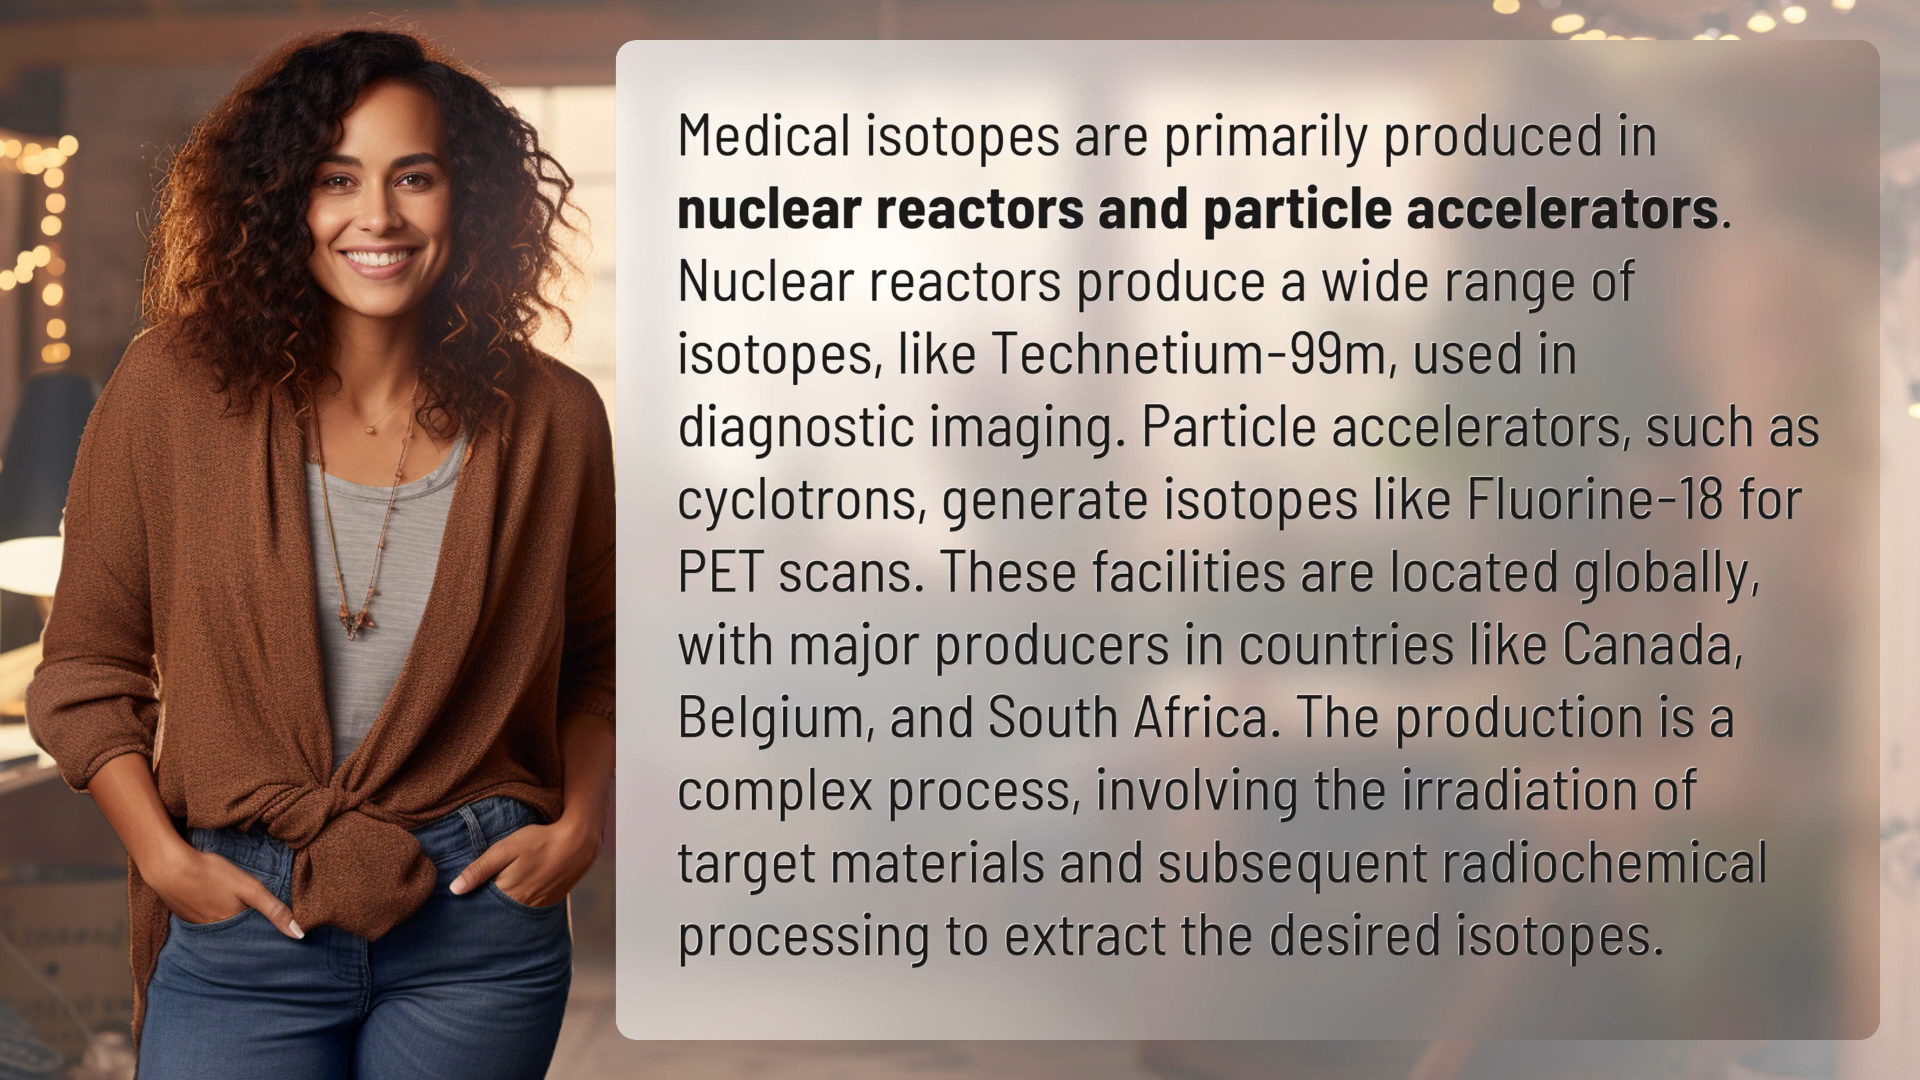 Medical isotopes are primarily produced in
nuclear reactors and particle accelerators.
Nuclear reactors produce a wide range of
isotopes, like Technetium-99m, used in
diagnostic imaging. Particle accelerators, such as
cyclotrons, generate isotopes like Fluorine-18 for
PET scans. These facilities are located globally,
with major producers in countries like Canada,
Belgium, and South Africa. The production is a
complex process, involving the irradiation of
target materials and subsequent radiochemical
processing to extract the desired isotopes.